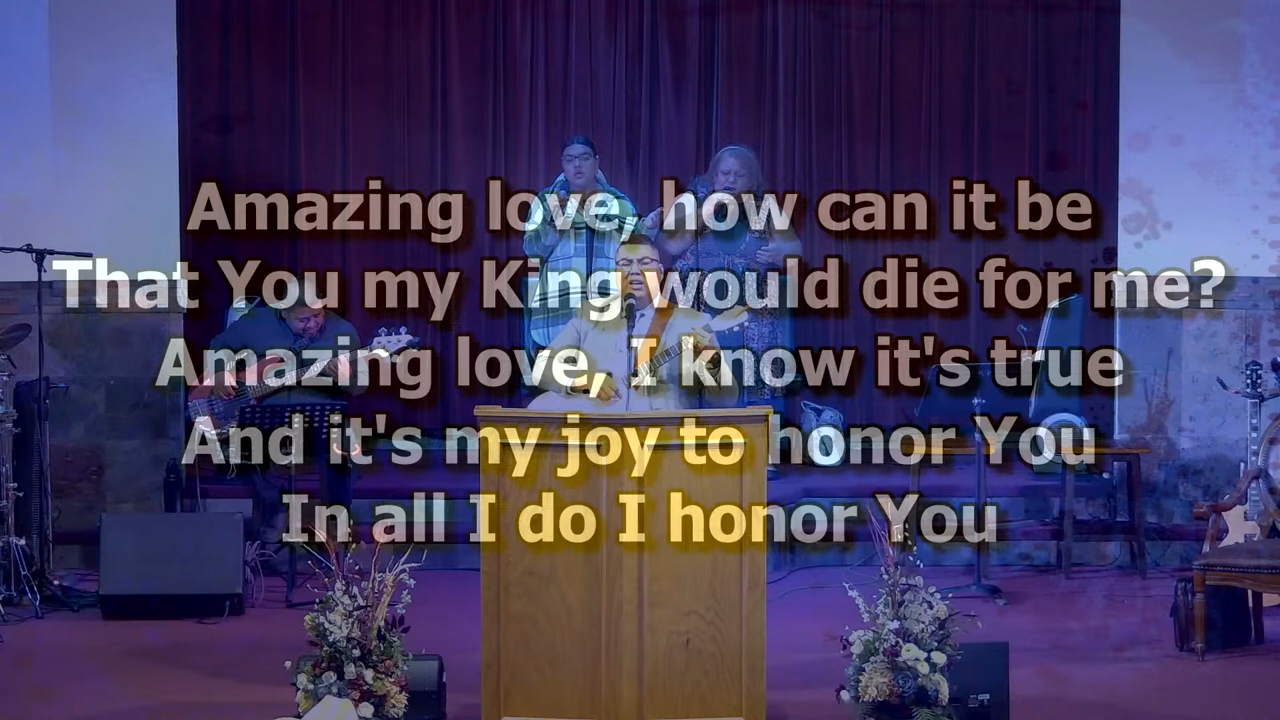 Amazing love, how can it be
That You my King would die for me?
Amazing love, I know it's true
And it's my joy to honor You
In all I do I honor You